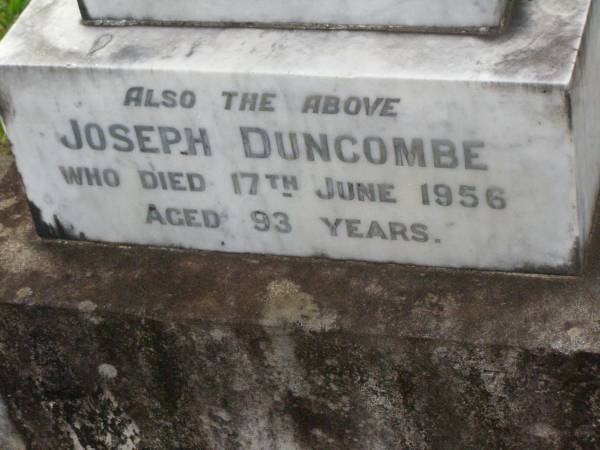 Also the above
Joseph Duncombe
who died 17th June 1956
aged 93 years.